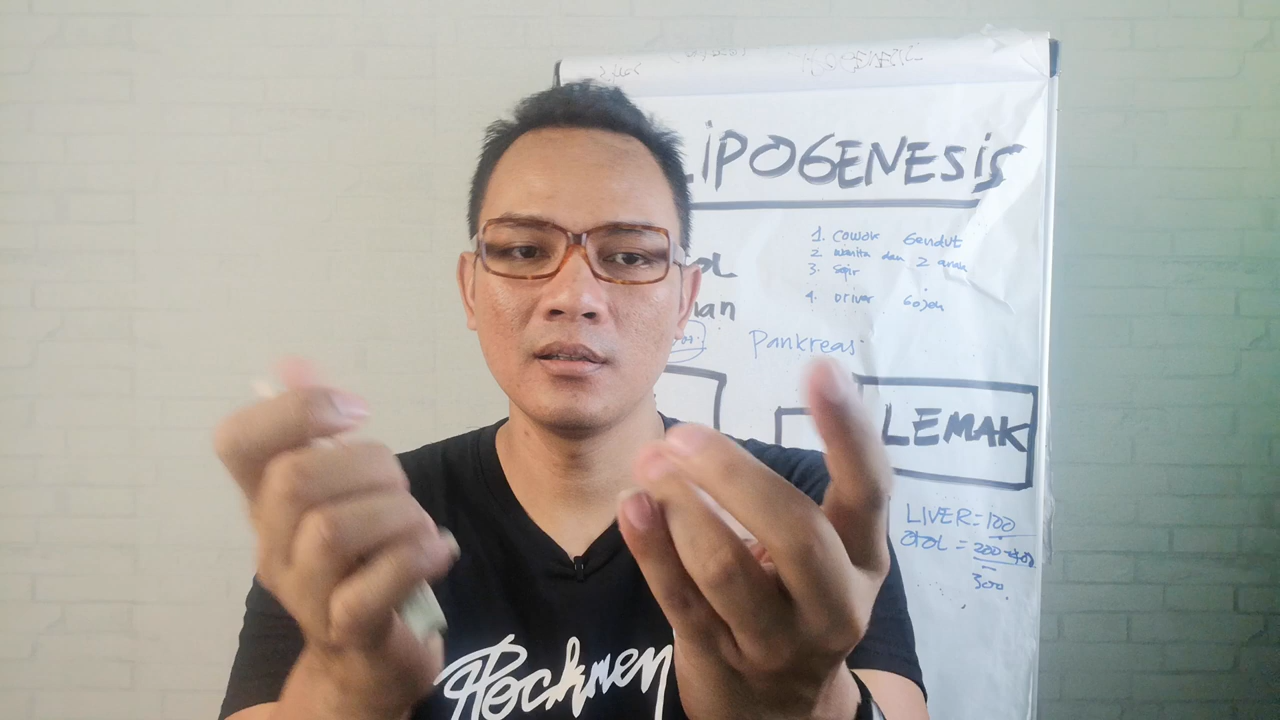 LIPOGENESIS
1. Cowok Gendut
2 wanita dan 2 anak
3. Sopir
4. Driver Gojek
Pankreas
LEMAK
LIVER = 100
otoL = 200-400
300
Rockmen